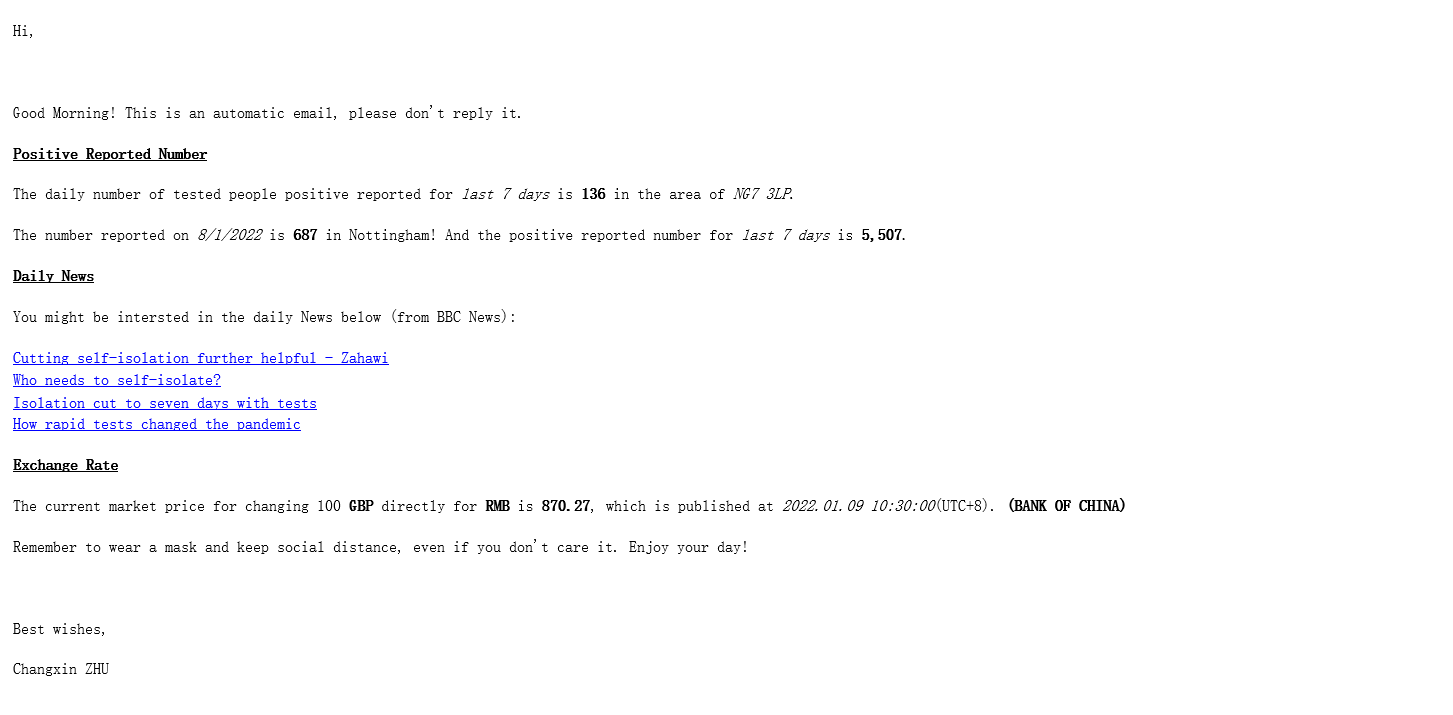 Hi,
Good Morning! This is an automatic email, please don't reply it.
Positive Reported Number
The daily number of tested people positive reported for last 7 days is 136 in the area of NG7 3LP.
The number reported on 8/1/2022 is 687 in Nottingham! And the positive reported number for last 7 days is 5,507.
Daily News
You might be intersted in the daily News below (from BBC News):
Cutting self-isolation further helpful - Zahawi
Who needs to self-isolate?
Isolation cut to seven days with tests
How rapid tests changed the pandemic
Exchange Rate
The current market price for changing 100 GBP directly for RMB is 870.27, which is published at 2022.01.09 10:30:00(UTC+8). (BANK OF CHINA)
Remember to wear a mask and keep social distance, even if you don't care it. Enjoy your day!
Best wishes,
Changxin ZHU